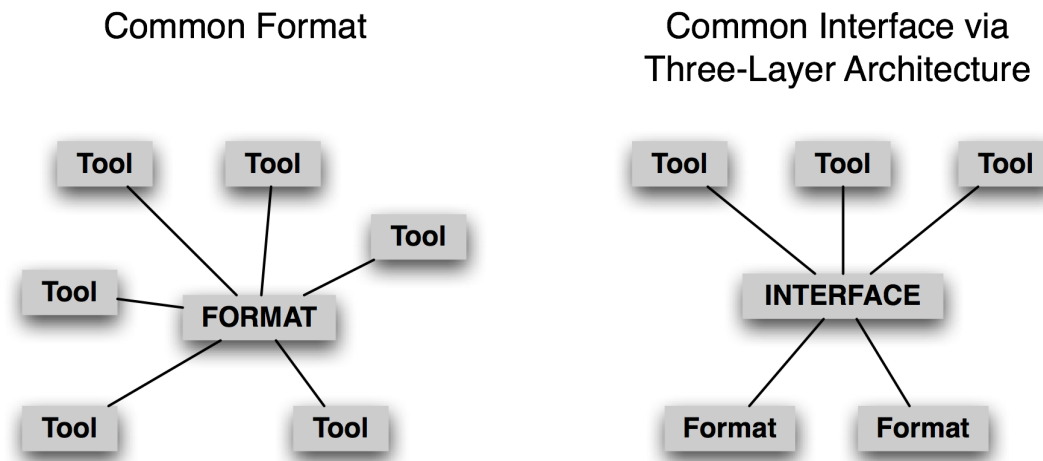 Common Format
Common Interface via
Three-Layer Architecture
Tool
Tool
Tool
Tool
FORMAT
Tool
Tool
Tool
Tool
Tool
INTERFACE
Format
Format